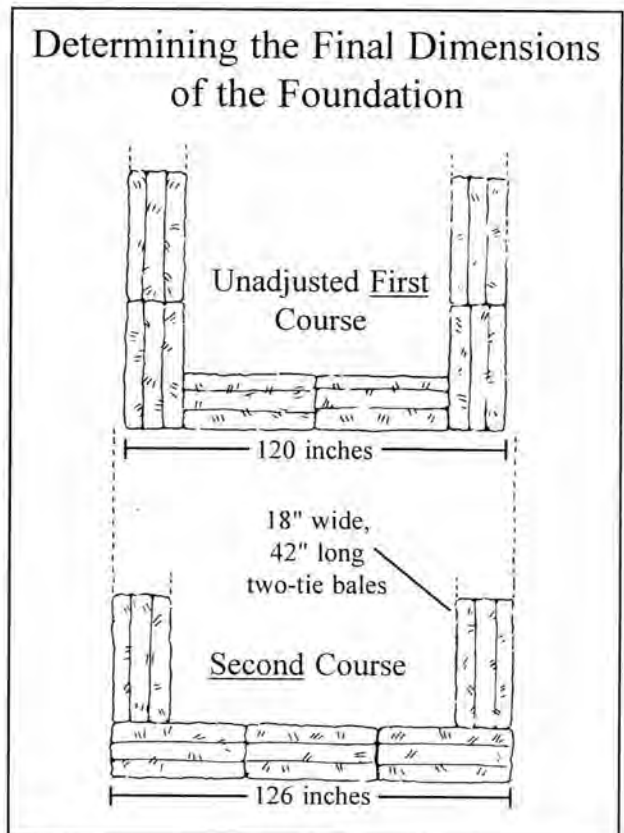 Determining the Final Dimensions
of the Foundation
Unadjusted First
Course
120 inches
18" wide,
42" long
two-tie bales
Second Course
126 inches